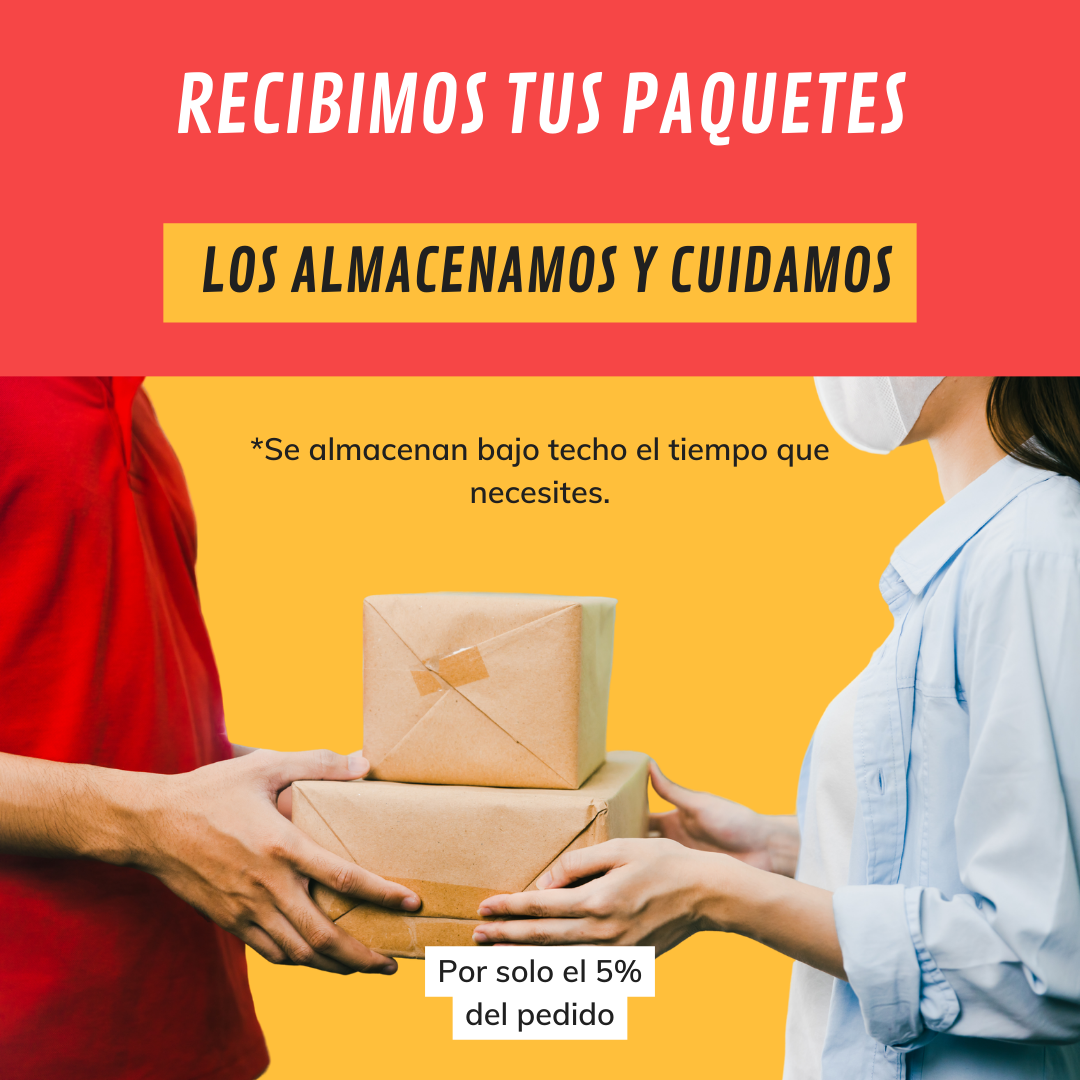 RECIBIMOS TUS PAQUETES
LOS ALMACENAMOS Y CUIDAMOS
*Se almacenan bajo techo el tiempo que
necesites.
Por solo el 5%
del pedido